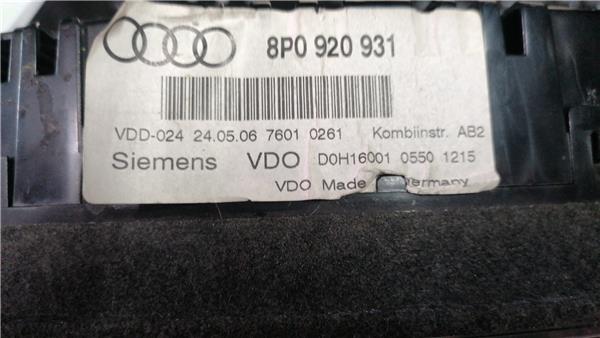 8P0 920 931
VDD-024 24.05.06 7601 0261 Kombiinstr. AB2
Siemens VDO D0H16001 0550 1215
VDO Made ermany